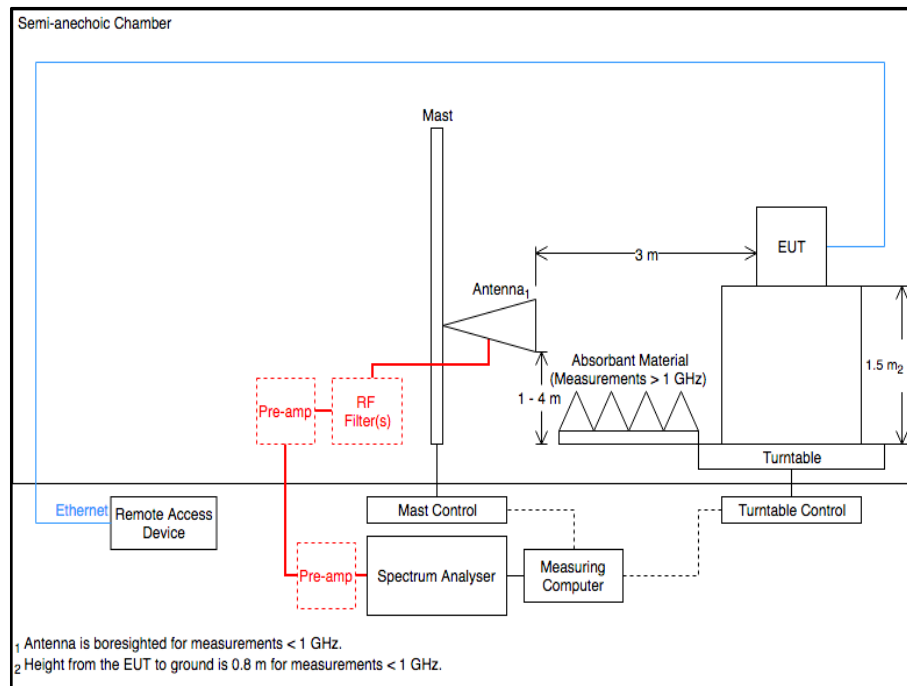 Semi-anechoic Chamber
Mast
EUT
3 m
Antenna1
Absorbant Material
(Measurements > 1 GHz)
1.5 m2
1 - 4 m
Pre-amp
RF
Filter(s)
Turntable
Ethernet
Remote Access
Device
Mast Control
Turntable Control
Pre-amp
Spectrum Analyser
Measuring
Computer
1 Antenna is boresighted for measurements < 1 GHz.
2 Height from the EUT to ground is 0.8 m for measurements < 1 GHz.